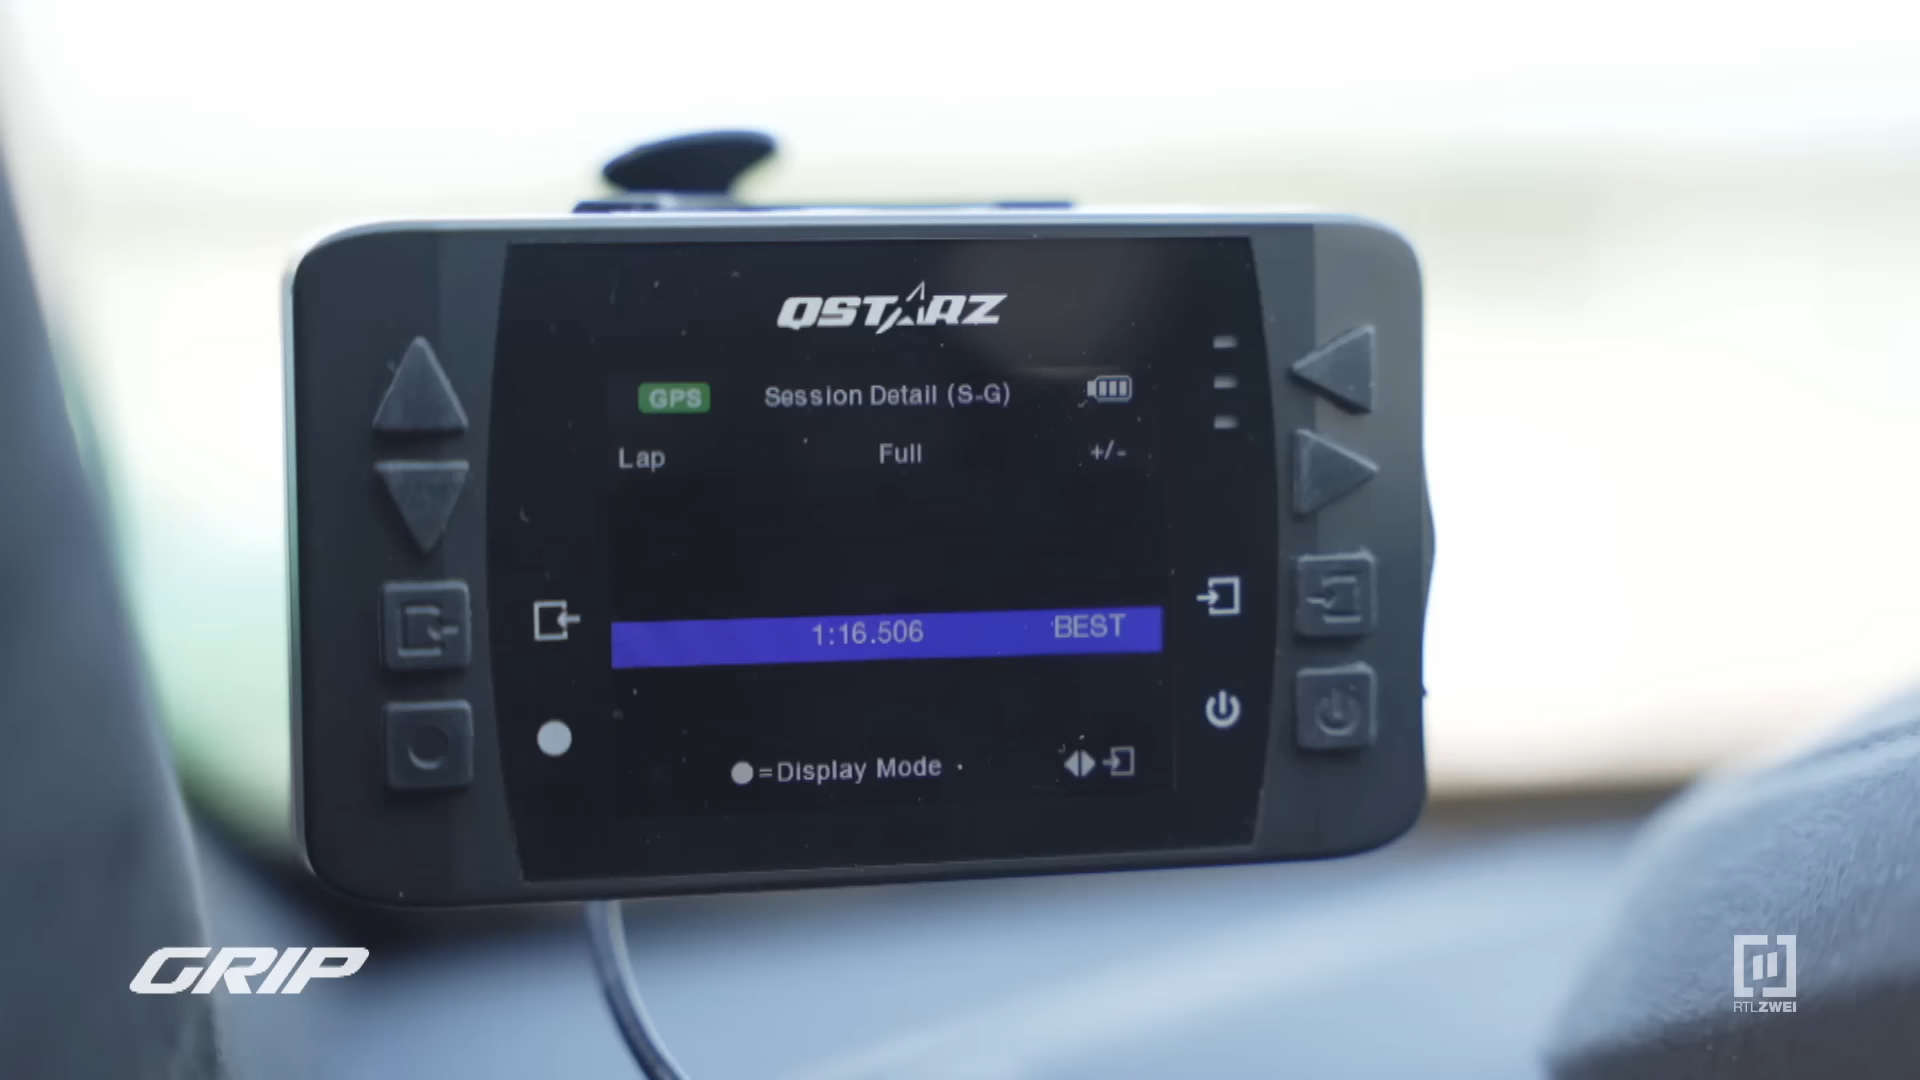 QSTARZ
GPS Session Detail (S-G)
Lap Full +/-
1:16.506 BEST
=Display Mode
GRIP
RTLZWEI